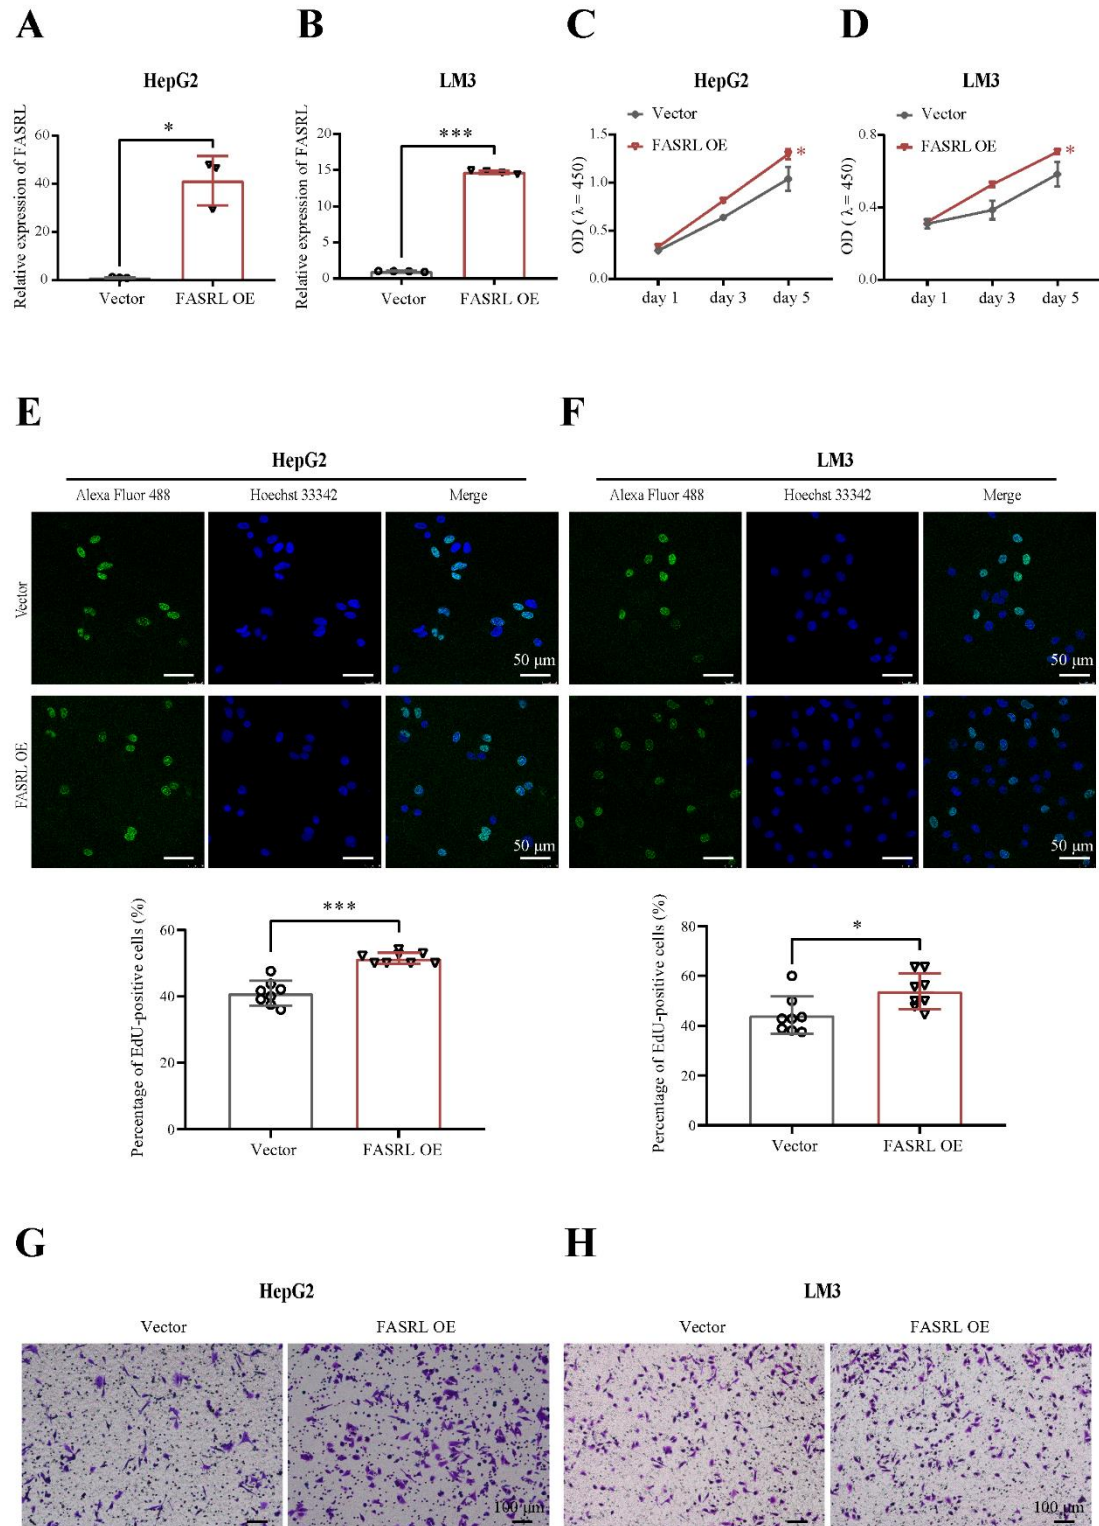 A
B
C
D
HepG2
LM3
HepG2
LM3
Vector
FASRL OE
Vector
FASRL OE
Relative expression of FASRL
60
40
20
0
*
Vector
FASRL OE
Relative expression of FASRL
20
15
10
5
0
***
Vector
FASRL OE
OD ( λ = 450)
1.5
1.0
0.5
0.0
*
day 1
day 3
day 5
OD ( λ = 450)
0.8
0.4
0.0
*
day 1
day 3
day 5
E
F
HepG2
LM3
Alexa Fluor 488
Hoechst 33342
Merge
Alexa Fluor 488
Hoechst 33342
Merge
Vector
50 μm
50 μm
FASRL OE
50 μm
50 μm
Percentage of EdU-positive cells (%)
60
40
20
0
***
Vector
FASRL OE
Percentage of EdU-positive cells (%)
80
60
40
20
0
*
Vector
FASRL OE
G
H
HepG2
LM3
Vector
FASRL OE
Vector
FASRL OE
100 μm
100 μm